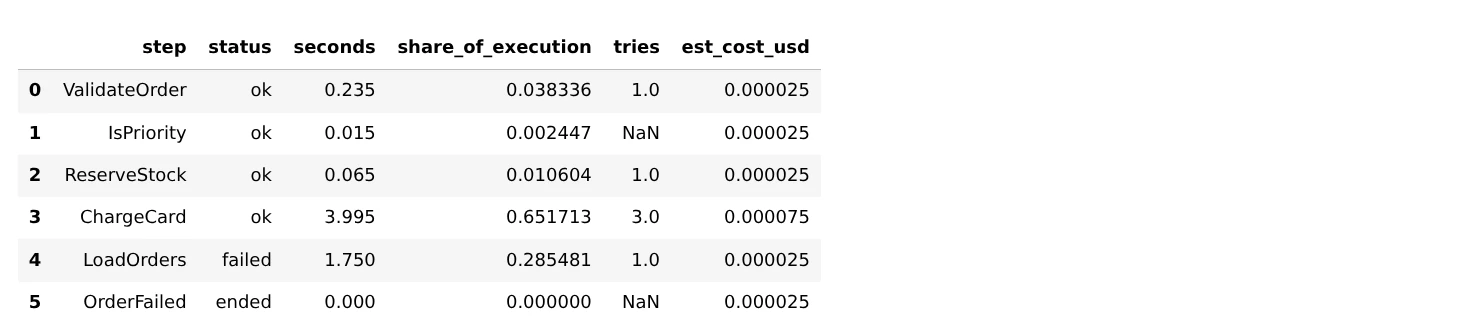 step status seconds share_of_execution tries est_cost_usd
0 ValidateOrder ok 0.235 0.038336 1.0 0.000025
1 IsPriority ok 0.015 0.002447 NaN 0.000025
2 ReserveStock ok 0.065 0.010604 1.0 0.000025
3 ChargeCard ok 3.995 0.651713 3.0 0.000075
4 LoadOrders failed 1.750 0.285481 1.0 0.000025
5 OrderFailed ended 0.000 0.000000 NaN 0.000025